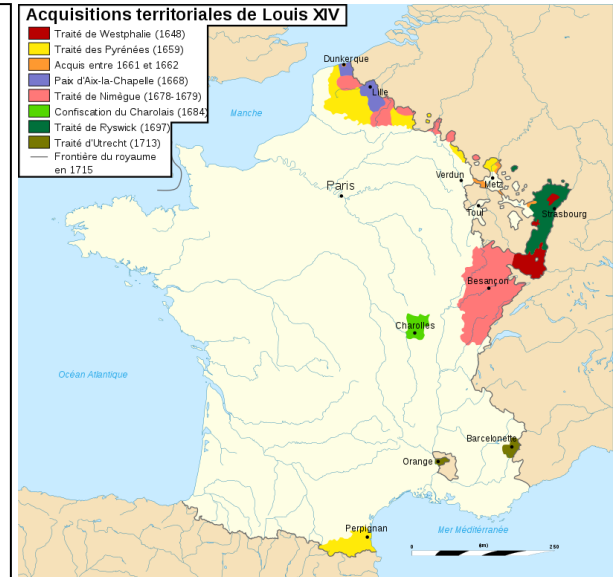 Acquisitions territoriales de Louis XIV
Traité de Westphalie (1648)
Traité des Pyrénées (1659)
Acquis entre 1661 et 1662
Paix d'Aix-la-Chapelle (1668)
Traité de Nimègue (1678-1679)
Confiscation du Charolais (1684)
Traité de Ryswick (1697)
Traité d'Utrecht (1713)
Frontière du royaume
en 1715
Dunkerque
Lille
Manche
Verdun
Metz
Paris
Toul
Strasbourg
Besançon
Charolles
Océan Atlantique
Barcelonette
Orange
Perpignan
Mer Méditérranée
0 (km) 250